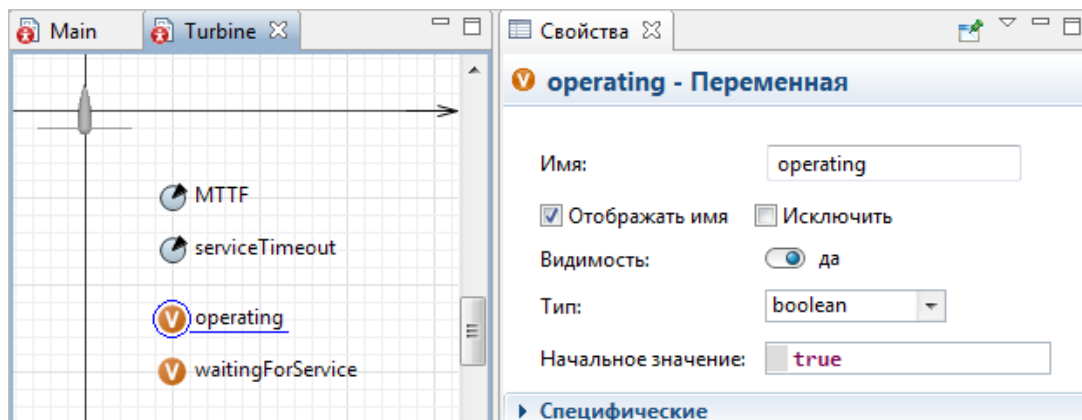 Main
Turbine
MTTF
serviceTimeout
operating
waitingForService
Свойства
operating - Переменная
Имя: operating
Отображать имя Исключить
Видимость: да
Тип: boolean
Начальное значение: true
Специфические